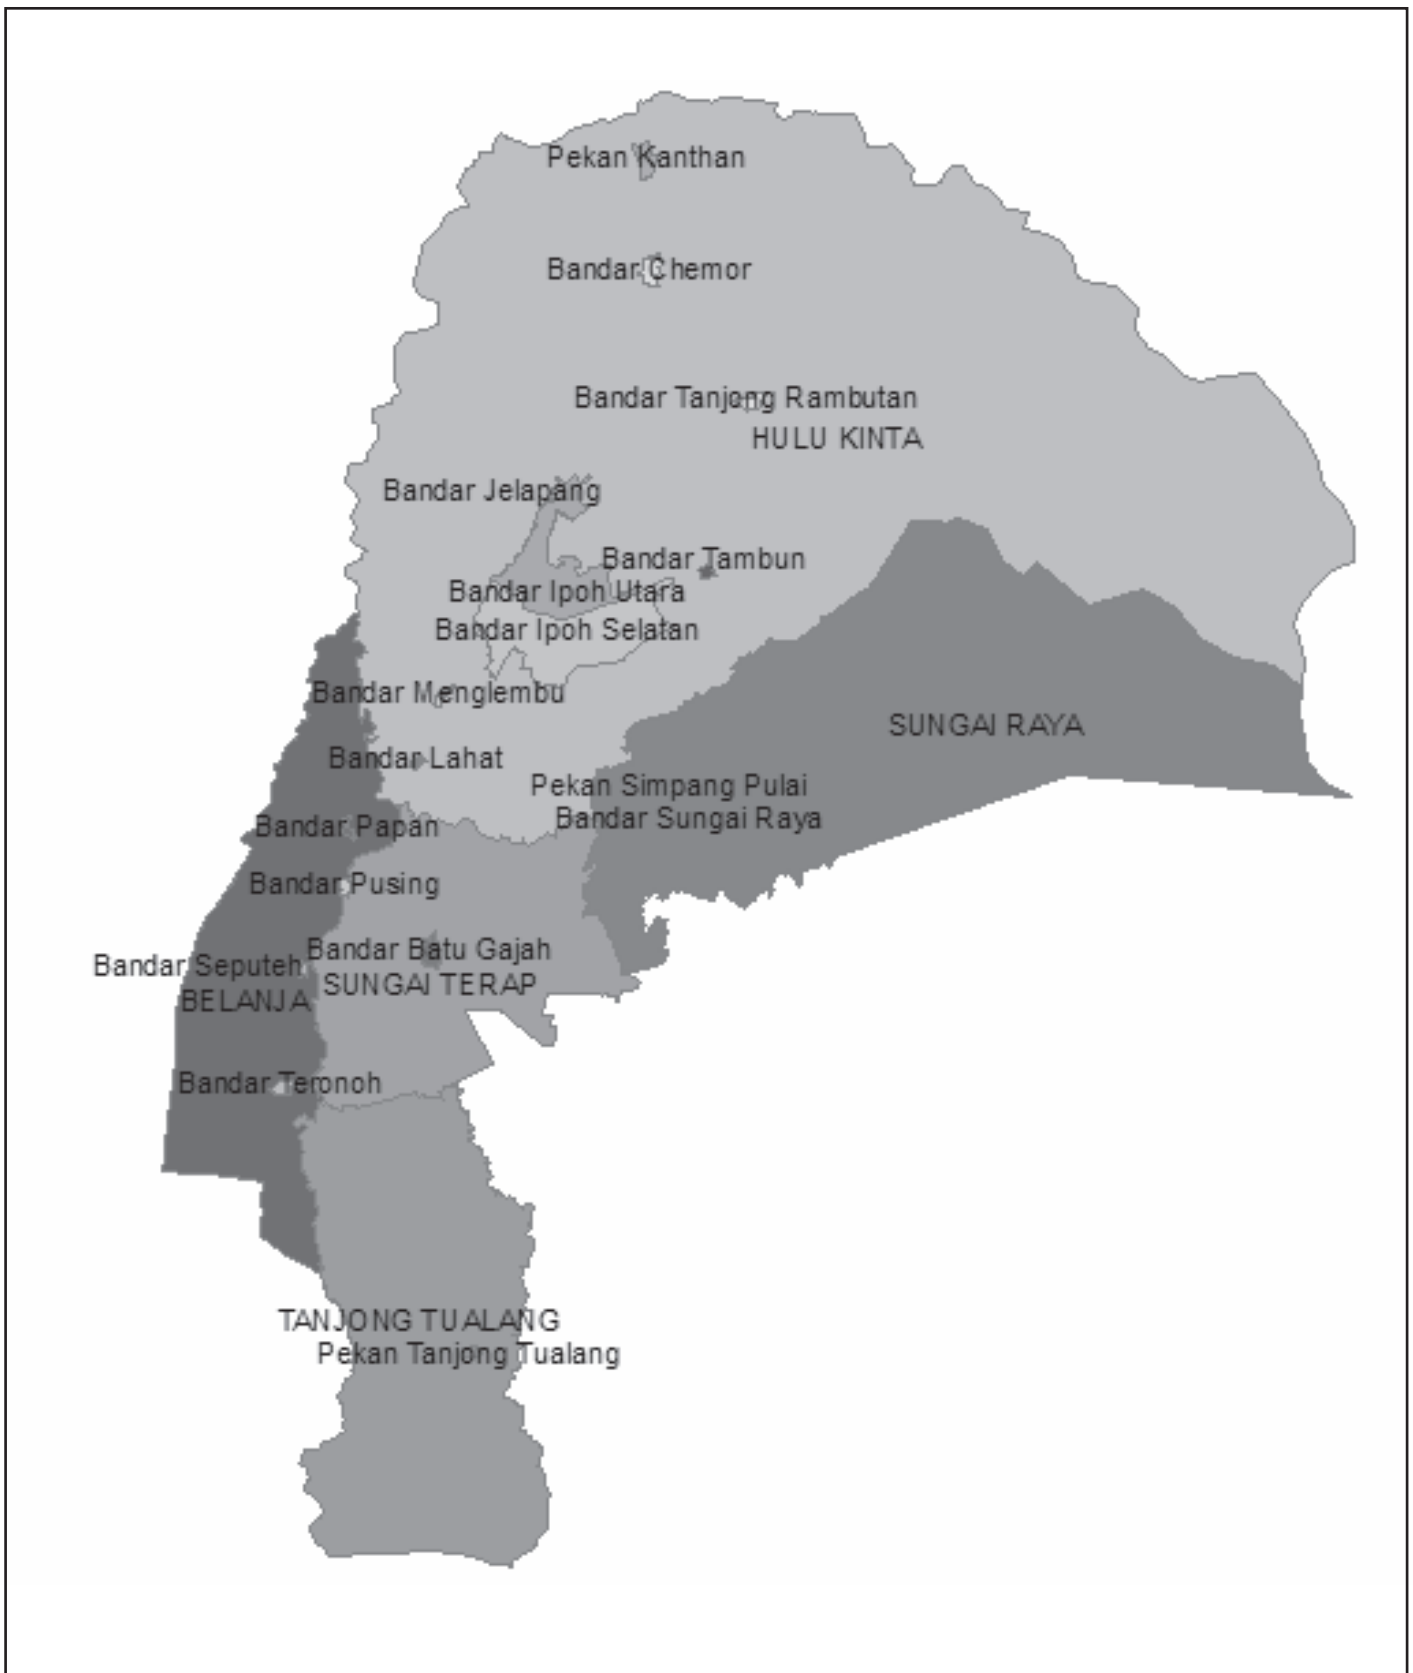 Pekan Kanthan
Bandar Chemor
Bandar Tanjong Rambutan
HULU KINTA
Bandar Jelapang
Bandar Tambun
Bandar Ipoh Utara
Bandar Ipoh Selatan
Bandar Menglembu
SUNGAI RAYA
Bandar Lahat
Pekan Simpang Pulai
Bandar Sungai Raya
Bandar Papan
Bandar Pusing
Bandar Batu Gajah
Bandar Seputeh
SUNGAI TERAP
BELANJA
Bandar Teronoh
TANJONG TUALANG
Pekan Tanjong Tualang